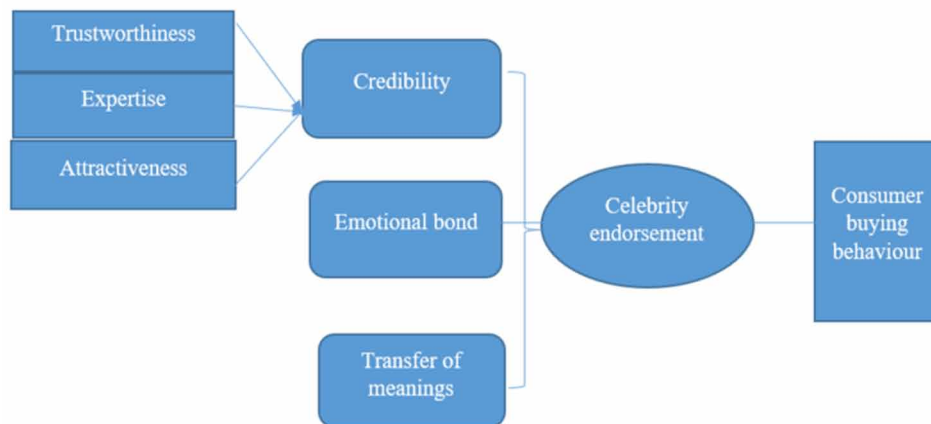 Trustworthiness
Expertise
Attractiveness
Credibility
Emotional bond
Transfer of
meanings
Celebrity
endorsement
Consumer
buying
behaviour